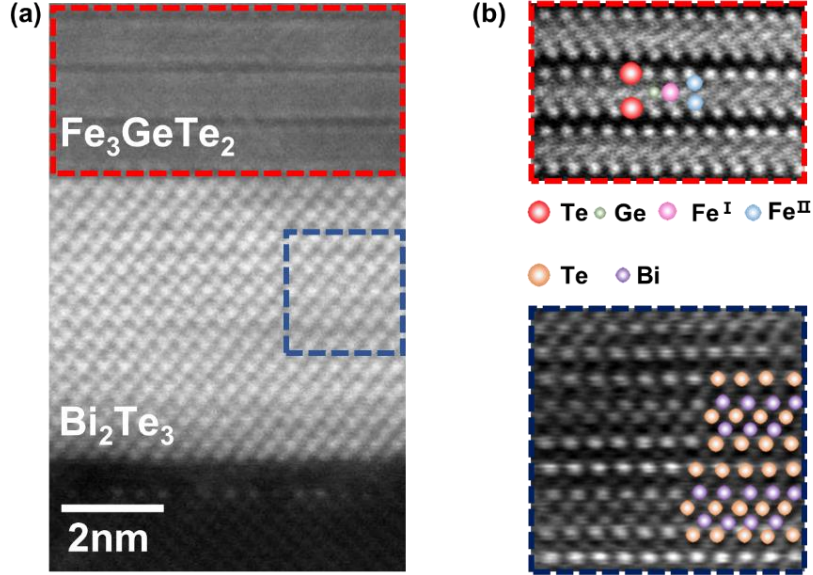 (a)
Fe₃GeTe₂
Bi₂Te₃
2nm
(b)
Te Ge Feᴵ Feᴵᴵ
Te Bi